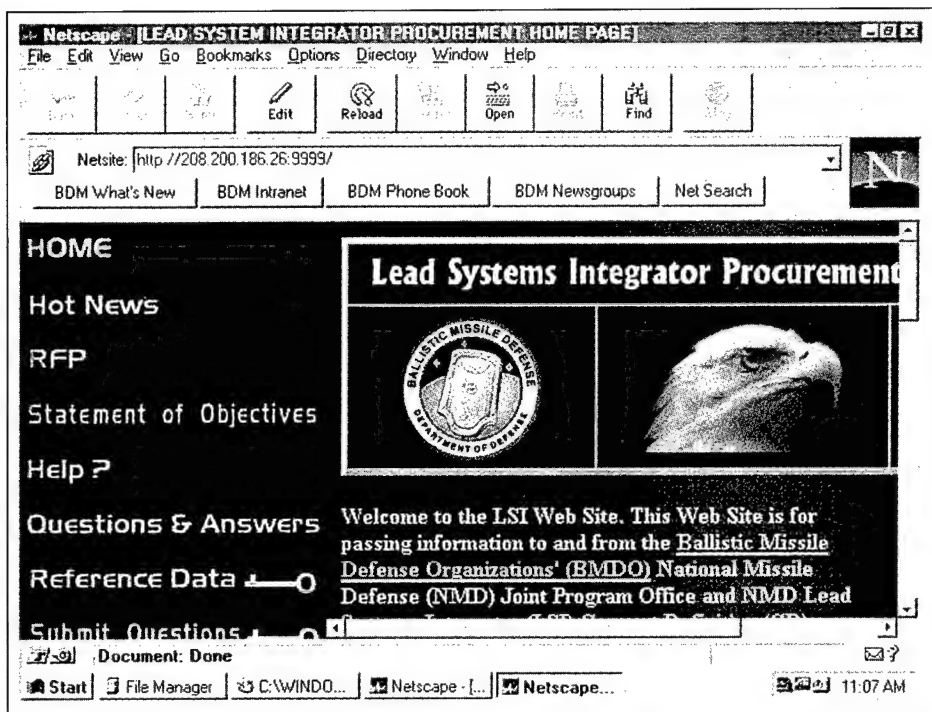 Netscape - [LEAD SYSTEM INTEGRATOR PROCUREMENT HOME PAGE]
File Edit View Go Bookmarks Options Directory Window Help
Edit Reload Open Find
Netsite: http://208.200.186.26:9999/
N
BDM What's New BDM Intranet BDM Phone Book BDM Newsgroups Net Search
HOME
Hot News
RFP
Statement of Objectives
Help ?
Questions & Answers
Reference Data
Submit Questions
Lead Systems Integrator Procurement
BALLISTIC MISSILE DEFENSE
DEPARTMENT OF DEFENSE
Welcome to the LSI Web Site. This Web Site is for
passing information to and from the Ballistic Missile
Defense Organizations' (BMDO) National Missile
Defense (NMD) Joint Program Office and NMD Lead
Document: Done
Start File Manager C:\WINDO... Netscape - [... Netscape... 11:07 AM